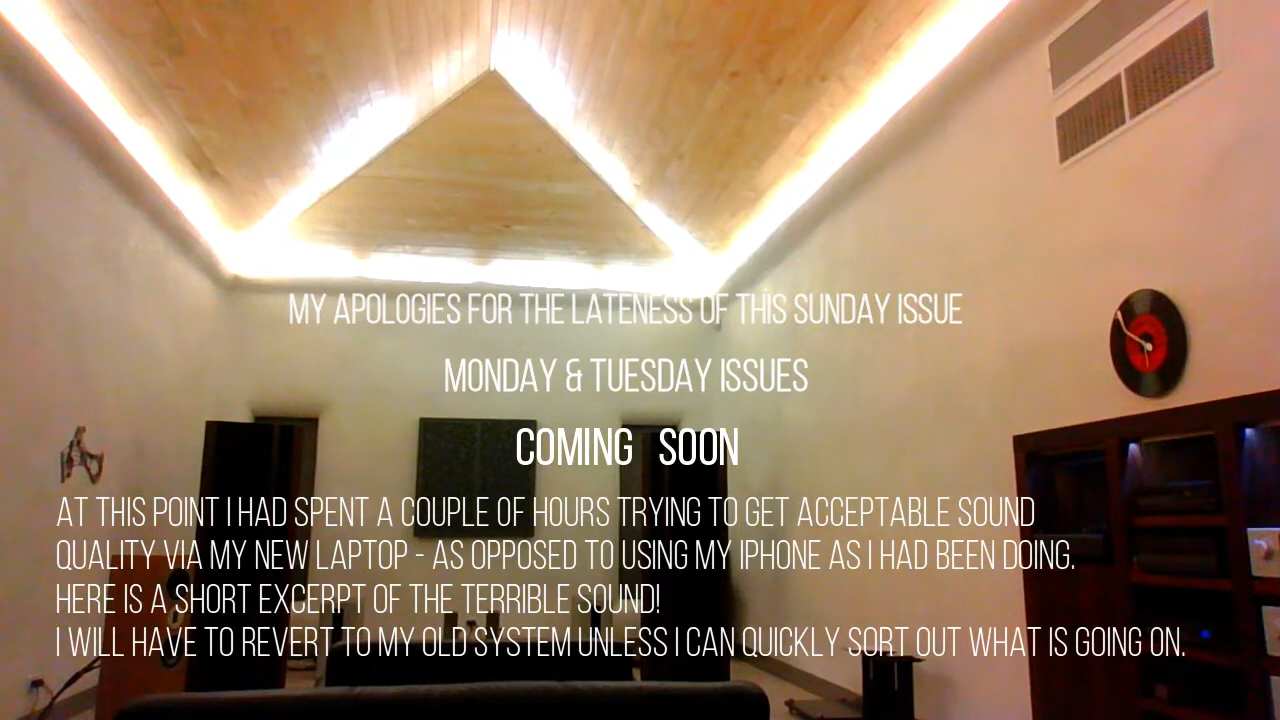 MY APOLOGIES FOR THE LATENESS OF THIS SUNDAY ISSUE
MONDAY & TUESDAY ISSUES
COMING SOON
AT THIS POINT I HAD SPENT A COUPLE OF HOURS TRYING TO GET ACCEPTABLE SOUND
QUALITY VIA MY NEW LAPTOP - AS OPPOSED TO USING MY IPHONE AS I HAD BEEN DOING.
HERE IS A SHORT EXCERPT OF THE TERRIBLE SOUND!
I WILL HAVE TO REVERT TO MY OLD SYSTEM UNLESS I CAN QUICKLY SORT OUT WHAT IS GOING ON.